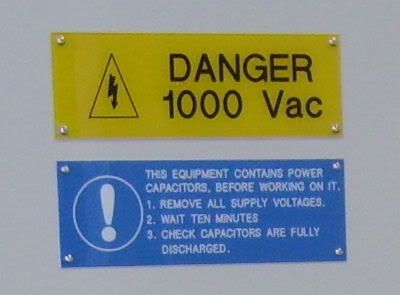 DANGER
1000 Vac
THIS EQUIPMENT CONTAINS POWER
CAPACITORS, BEFORE WORKING ON IT.
1. REMOVE ALL SUPPLY VOLTAGES.
2. WAIT TEN MINUTES
3. CHECK CAPACITORS ARE FULLY
DISCHARGED.